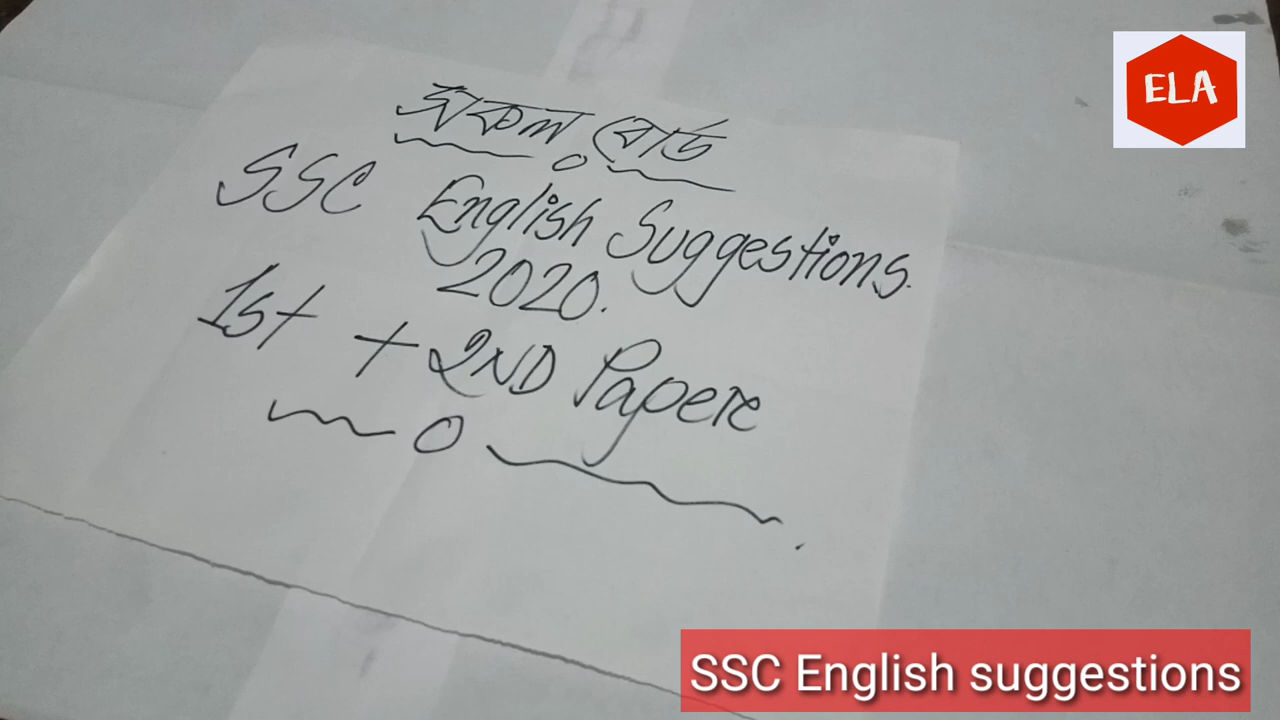 ELA
সকল বোর্ড
SSC English Suggestions.
2020.
1st + 2ND Paper
SSC English suggestions